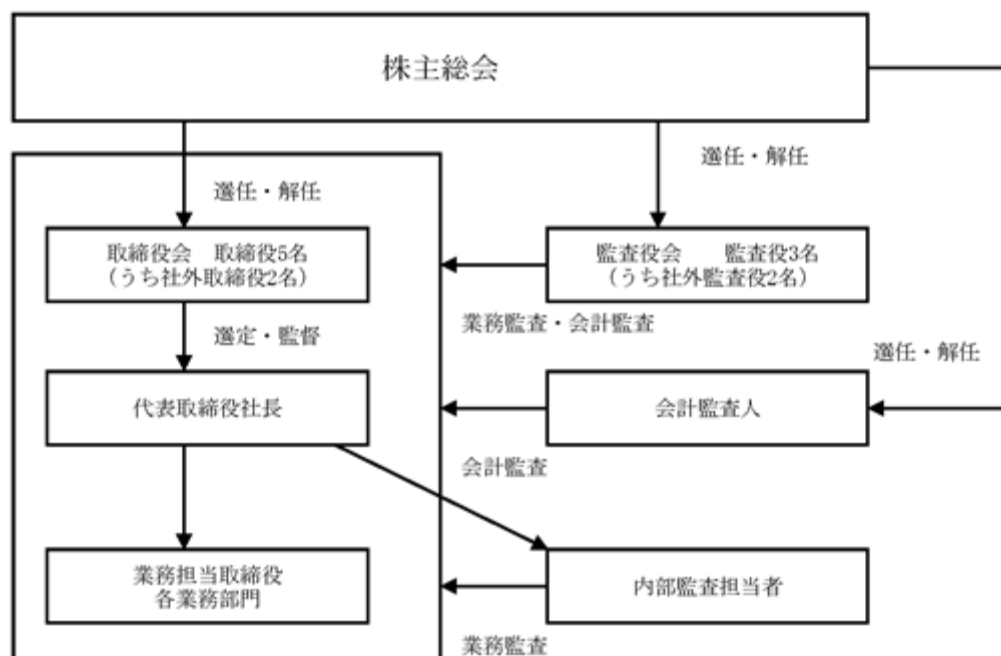 株主総会
選任・解任
選任・解任
取締役会　取締役5名
（うち社外取締役2名）
監査役会　　監査役3名
（うち社外監査役2名）
業務監査・会計監査
選定・監督
選任・解任
代表取締役社長
会計監査人
会計監査
業務担当取締役
各業務部門
内部監査担当者
業務監査